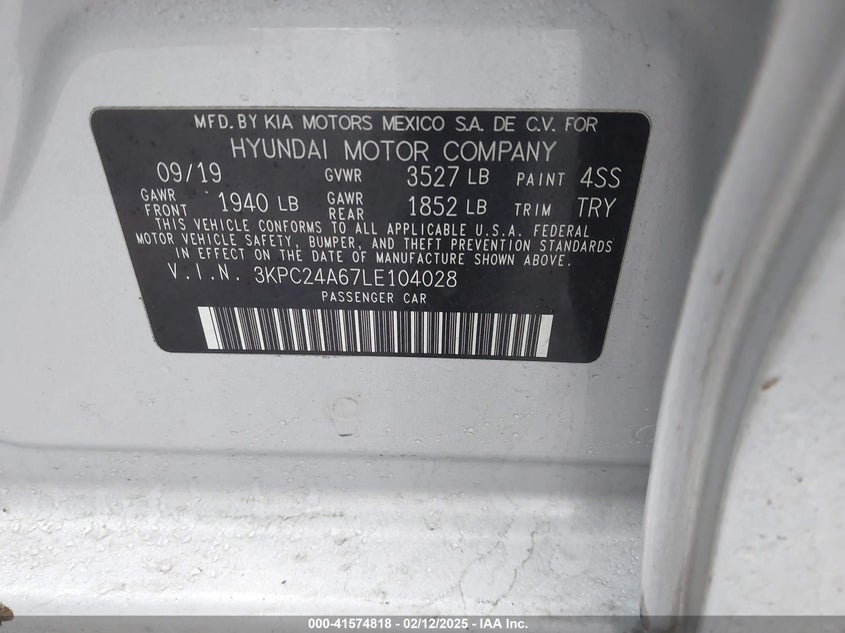 MFD. BY KIA MOTORS MEXICO S.A. DE C.V. FOR
HYUNDAI MOTOR COMPANY
09/19 GVWR 3527 LB PAINT 4SS
GAWR FRONT 1940 LB GAWR REAR 1852 LB TRIM TRY
THIS VEHICLE CONFORMS TO ALL APPLICABLE U.S.A. FEDERAL
MOTOR VEHICLE SAFETY, BUMPER, AND THEFT PREVENTION STANDARDS
IN EFFECT ON THE DATE OF MANUFACTURE SHOWN ABOVE.
V.I.N. 3KPC24A67LE104028
PASSENGER CAR
000-41574818 - 02/12/2025 - IAA, Inc.